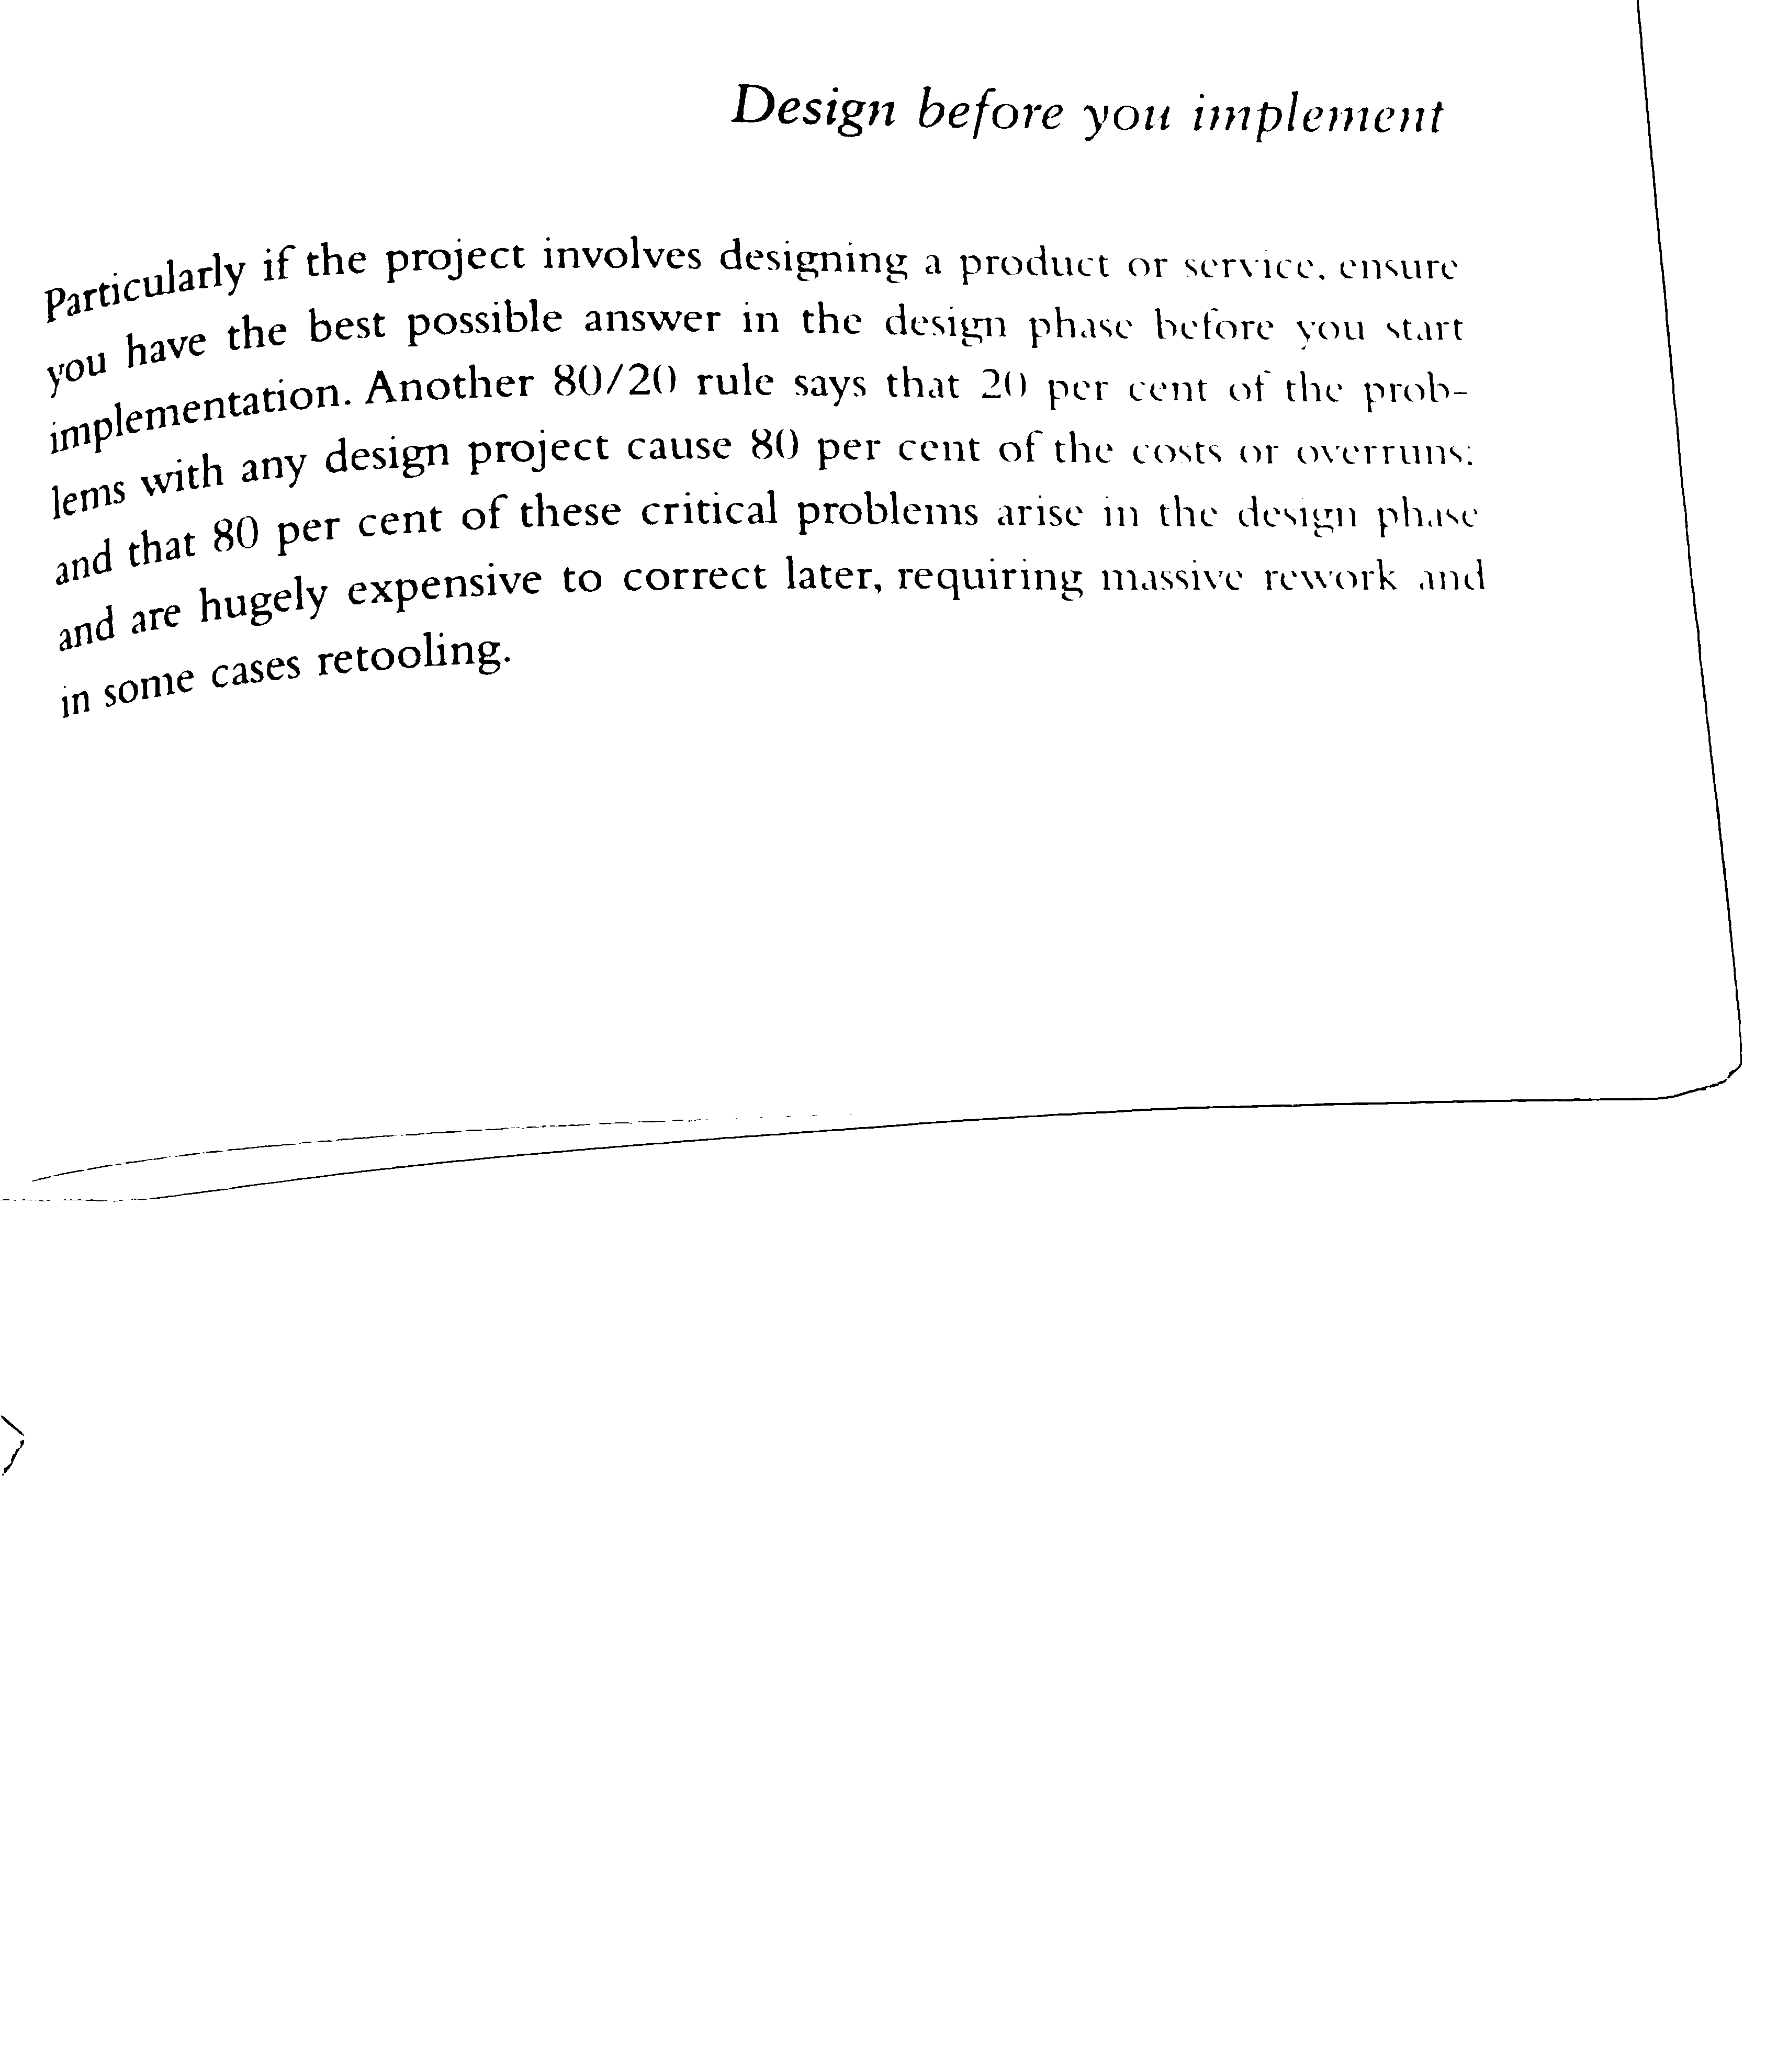 Design before you implement
Particularly if the project involves designing a product or service, ensure
you have the best possible answer in the design phase before you start
implementation. Another 80/20 rule says that 20 per cent of the prob-
lems with any design project cause 80 per cent of the costs or overruns;
and that 80 per cent of these critical problems arise in the design phase
and are hugely expensive to correct later, requiring massive rework and
in some cases retooling.